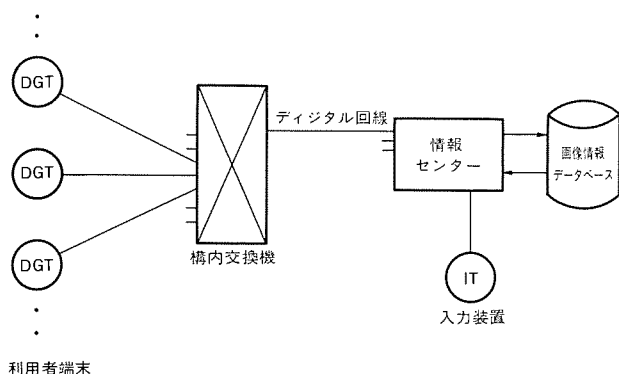 DGT
DGT
DGT
利用者端末
構内交換機
ディジタル回線
情報
センター
画像情報
データベース
IT
入力装置